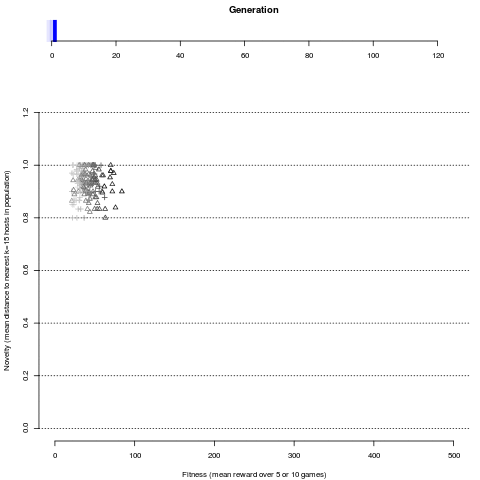 Generation
0 20 40 60 80 100 120
Novelty (mean distance to nearest k=15 hosts in population)
1.2
1.0
0.8
0.6
0.4
0.2
0.0
0 100 200 300 400 500
Fitness (mean reward over 5 or 10 games)